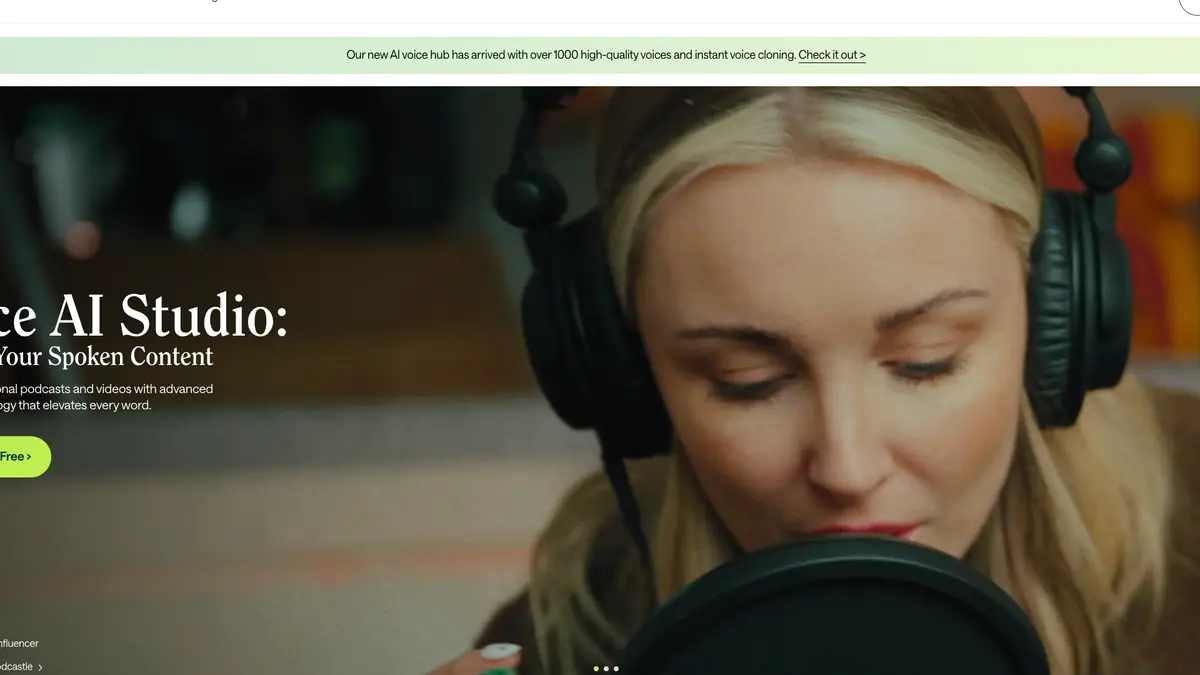 Our new AI voice hub has arrived with over 1000 high-quality voices and instant voice cloning. Check it out >
ce AI Studio:
Your Spoken Content
onal podcasts and videos with advanced
ogy that elevates every word.
Free >
nfluencer
odcastle >